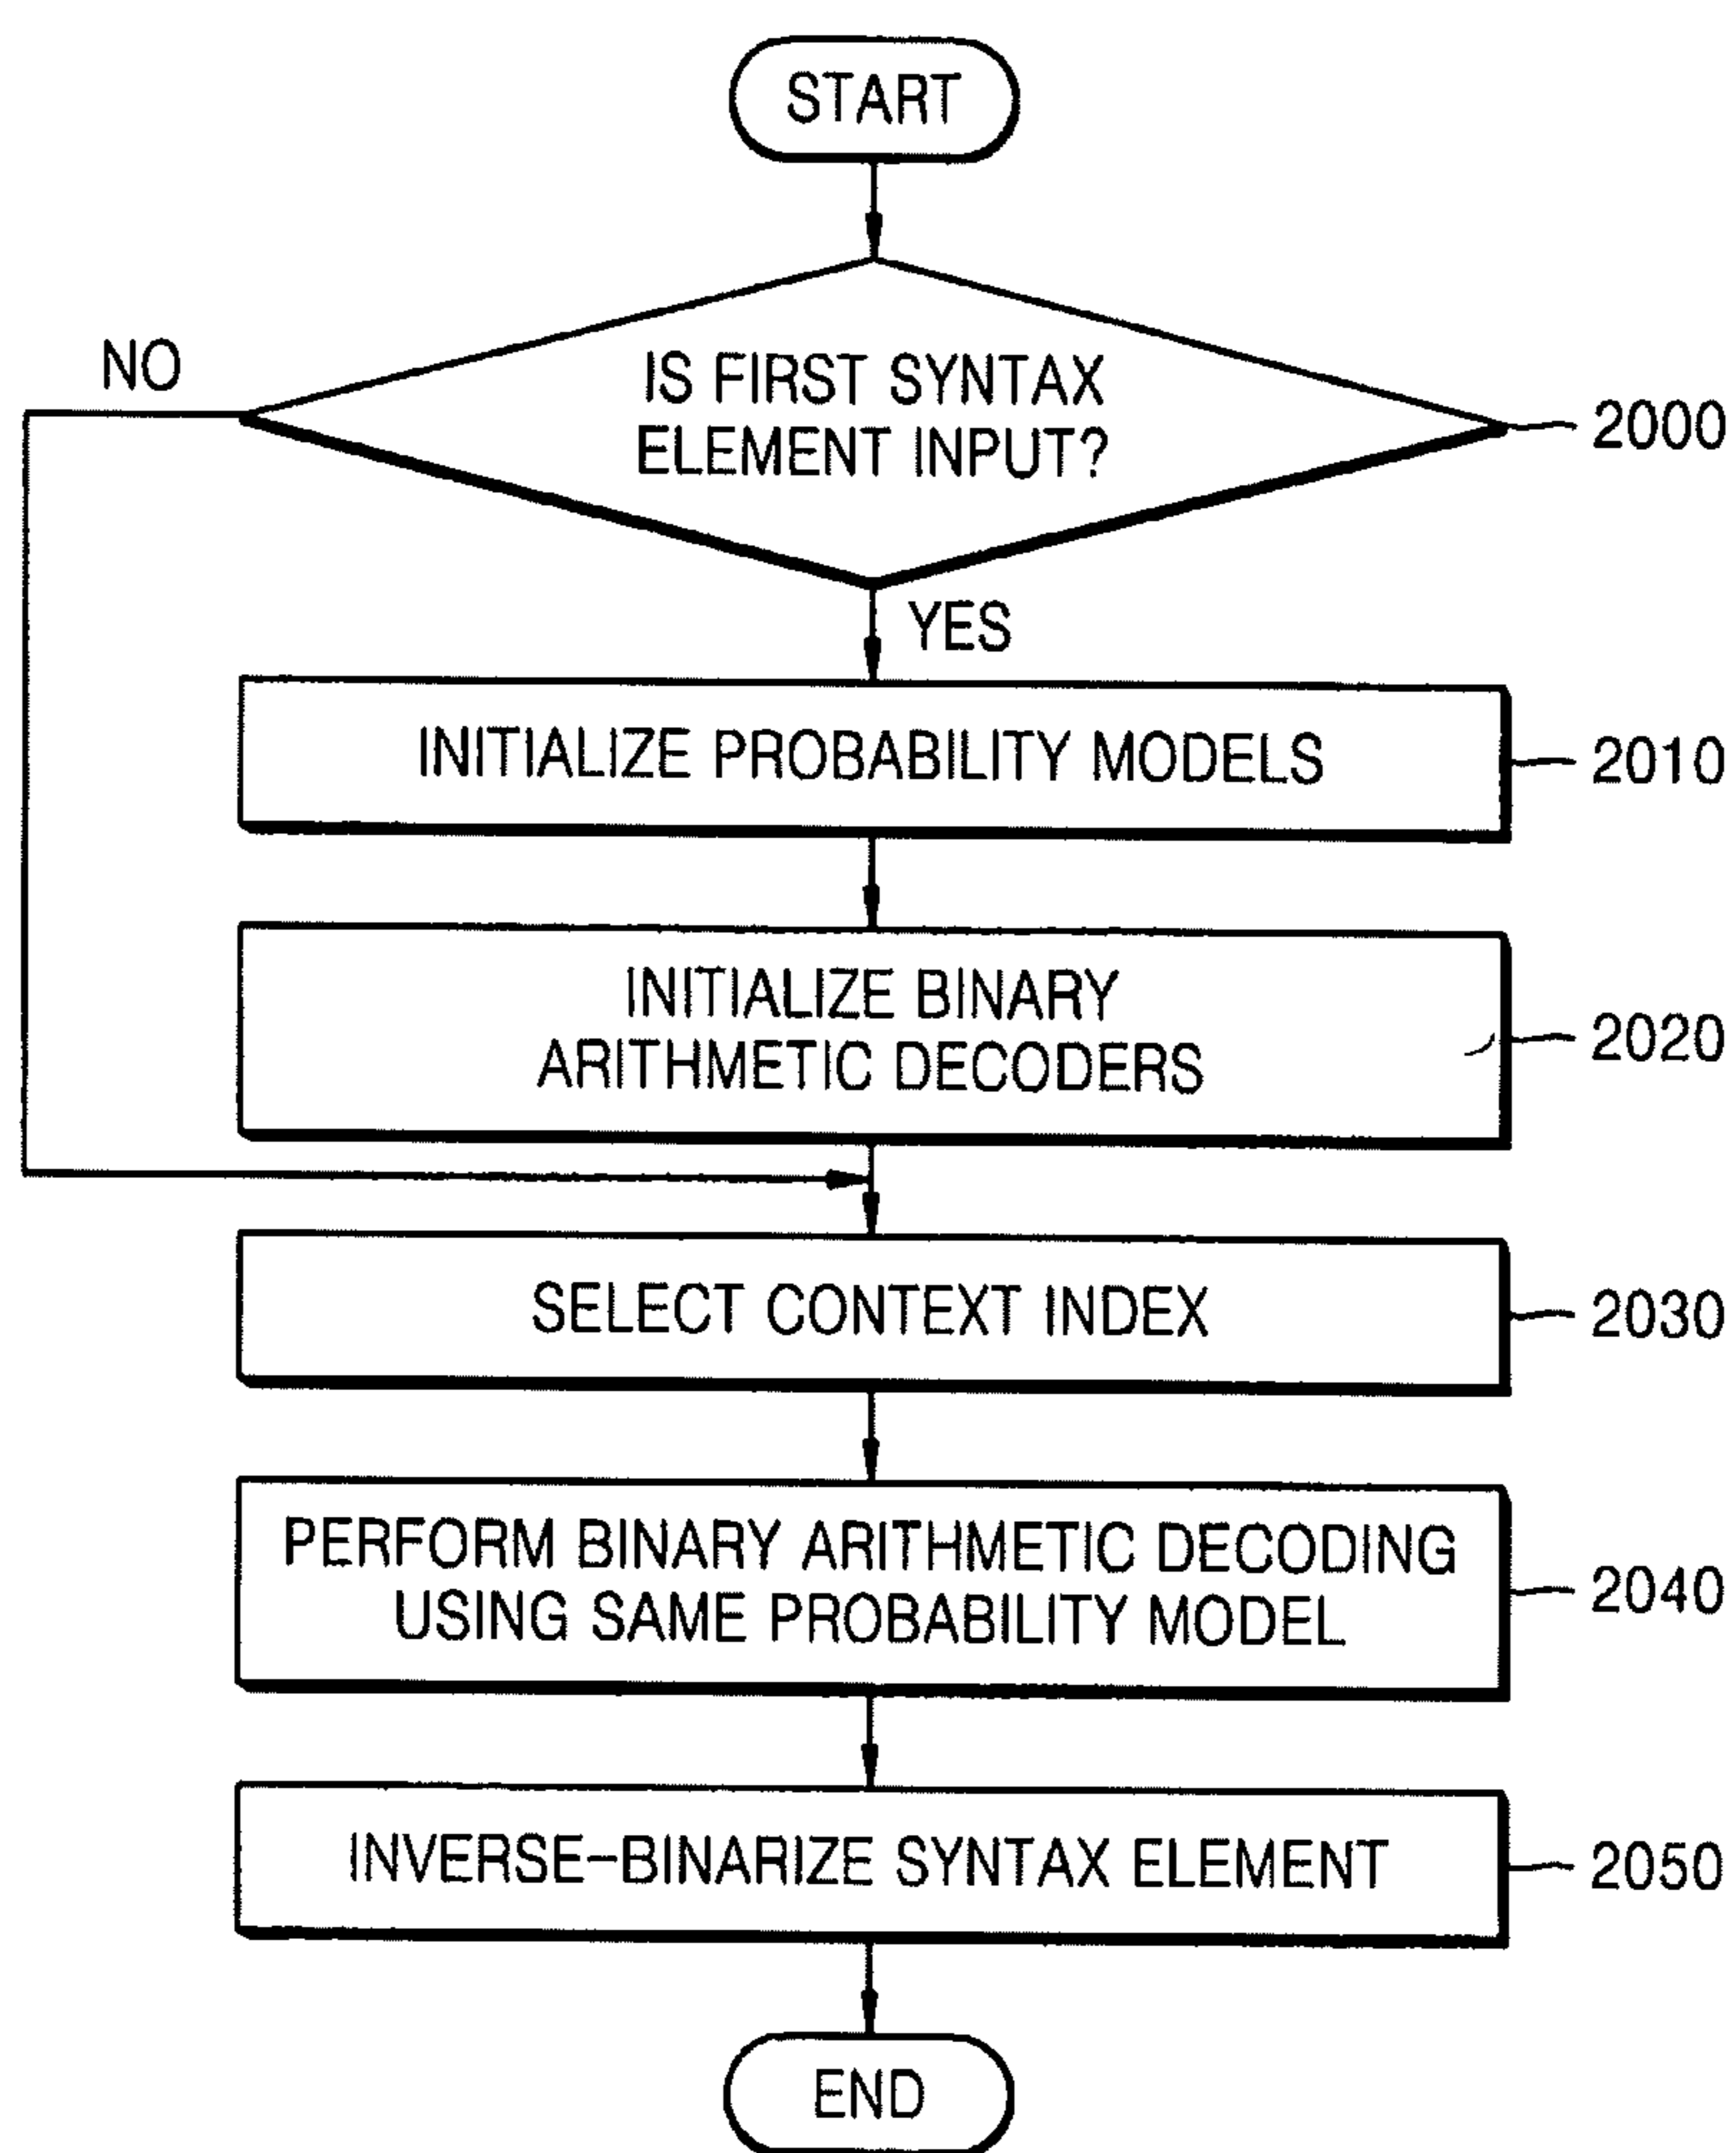 START
NO
IS FIRST SYNTAX
ELEMENT INPUT?
2000
YES
INITIALIZE PROBABILITY MODELS
2010
INITIALIZE BINARY
ARITHMETIC DECODERS
2020
SELECT CONTEXT INDEX
2030
PERFORM BINARY ARITHMETIC DECODING
USING SAME PROBABILITY MODEL
2040
INVERSE-BINARIZE SYNTAX ELEMENT
2050
END